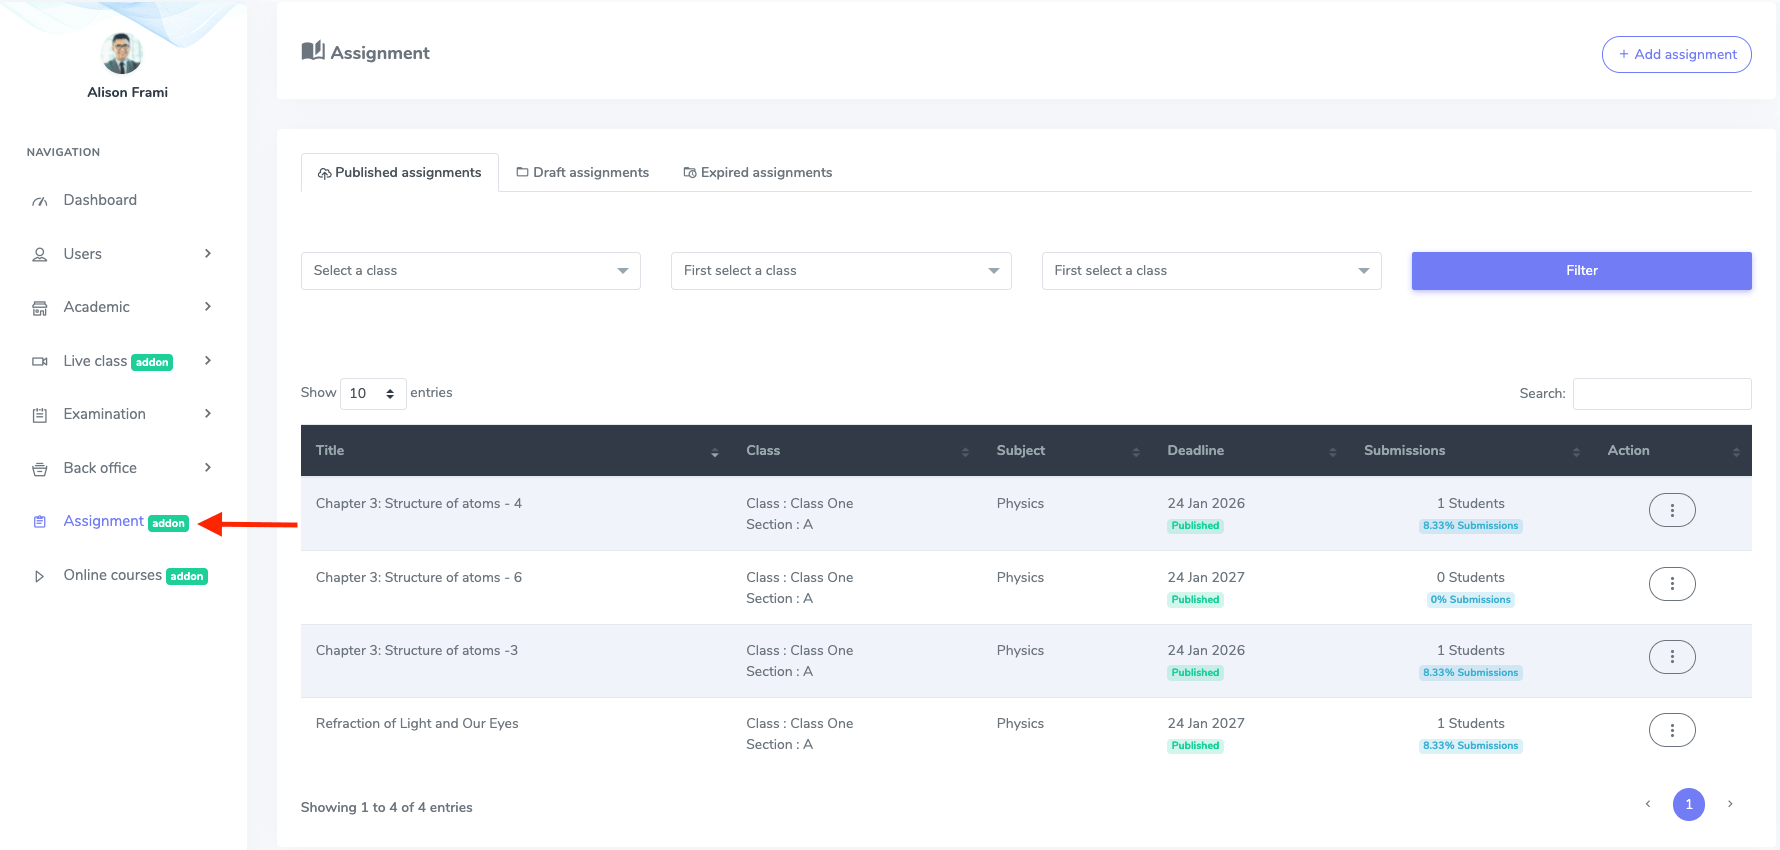 Alison Frami
NAVIGATION
Dashboard
Users
Academic
Live class addon
Examination
Back office
Assignment addon
Online courses addon
Assignment
+ Add assignment
Published assignments Draft assignments Expired assignments
Select a class First select a class First select a class Filter
Show 10 entries Search:
Title Class Subject Deadline Submissions Action
Chapter 3: Structure of atoms - 4 Class : Class One Physics 24 Jan 2026 1 Students
Section : A Published 8.33% Submissions
Chapter 3: Structure of atoms - 6 Class : Class One Physics 24 Jan 2027 0 Students
Section : A Published 0% Submissions
Chapter 3: Structure of atoms -3 Class : Class One Physics 24 Jan 2026 1 Students
Section : A Published 8.33% Submissions
Refraction of Light and Our Eyes Class : Class One Physics 24 Jan 2027 1 Students
Section : A Published 8.33% Submissions
Showing 1 to 4 of 4 entries 1